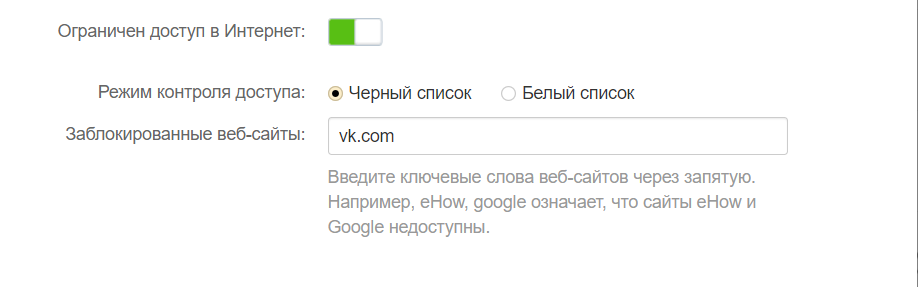 Ограничен доступ в Интернет:
Режим контроля доступа: Черный список Белый список
Заблокированные веб-сайты: vk.com
Введите ключевые слова веб-сайтов через запятую.
Например, eHow, google означает, что сайты eHow и
Google недоступны.